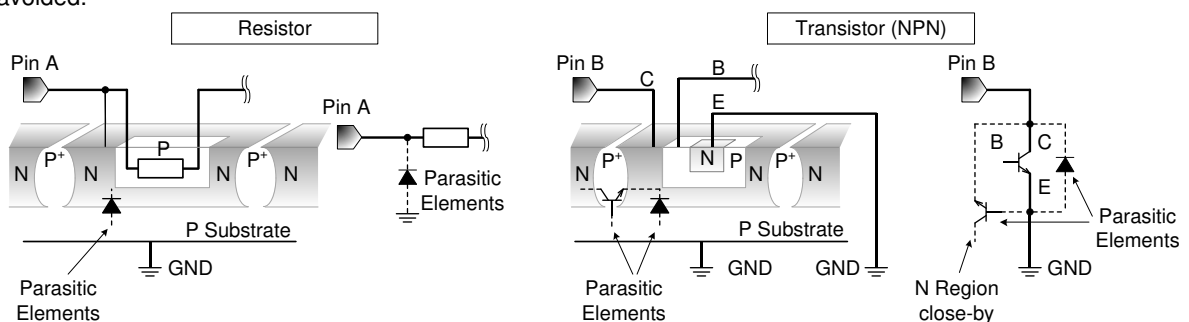 avoided.
Resistor
Transistor (NPN)
Pin A
Pin A
Pin B
C
B
E
Pin B
N
P+
N
P
N
P+
N
Parasitic
Elements
P Substrate
GND
Parasitic
Elements
N
P+
N
N
P
N
P+
N
P Substrate
GND
GND
Parasitic
Elements
B
C
E
Parasitic
Elements
GND
N Region
close-by